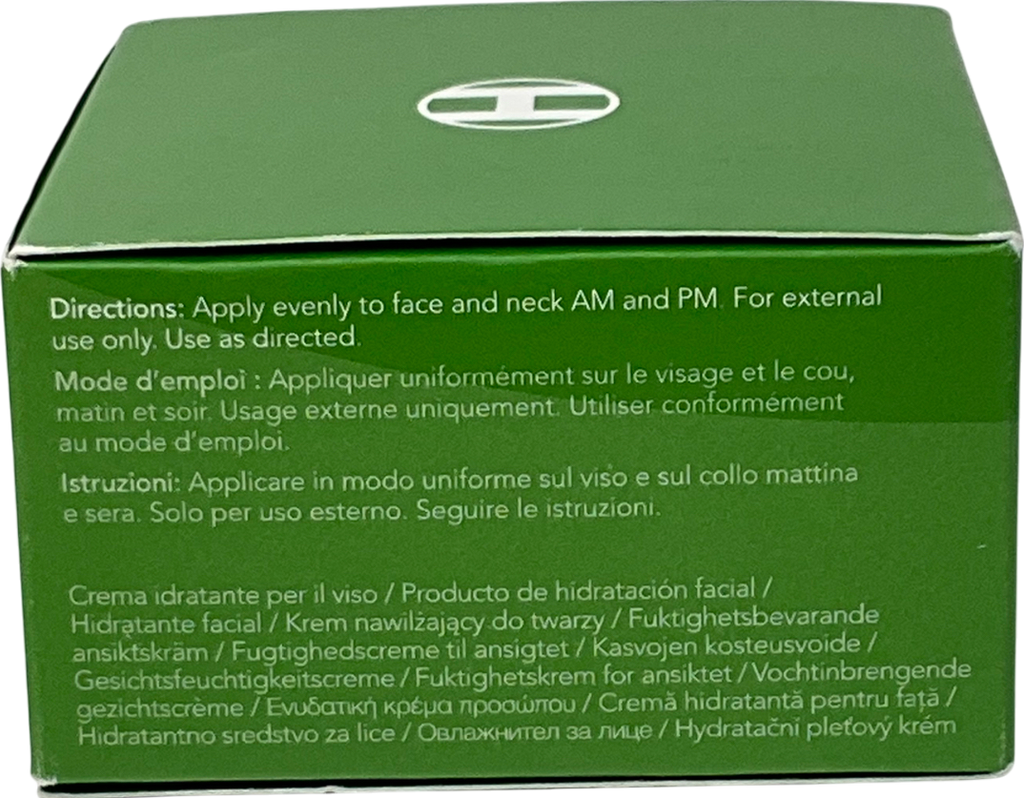 H
Directions: Apply evenly to face and neck AM and PM. For external
use only. Use as directed.
Mode d'emploi : Appliquer uniformément sur le visage et le cou,
matin et soir. Usage externe uniquement. Utiliser conformément
au mode d'emploi.
Istruzioni: Applicare in modo uniforme sul viso e sul collo mattina
e sera. Solo per uso esterno. Seguire le istruzioni.
Crema idratante per il viso / Producto de hidratación facial /
Hidratante facial / Krem nawilżający do twarzy / Fuktighetsbevarande
ansiktskräm / Fugtighedscreme til ansigtet / Kasvojen kosteusvoide /
Gesichtsfeuchtigkeitscreme / Fuktighetskrem for ansiktet / Vochtinbrengende
gezichtscrème / Ενυδατική κρέμα προσώπου / Cremă hidratantă pentru față /
Hidratantno sredstvo za lice / Овлажнител за лице / Hydratační pleťový krém